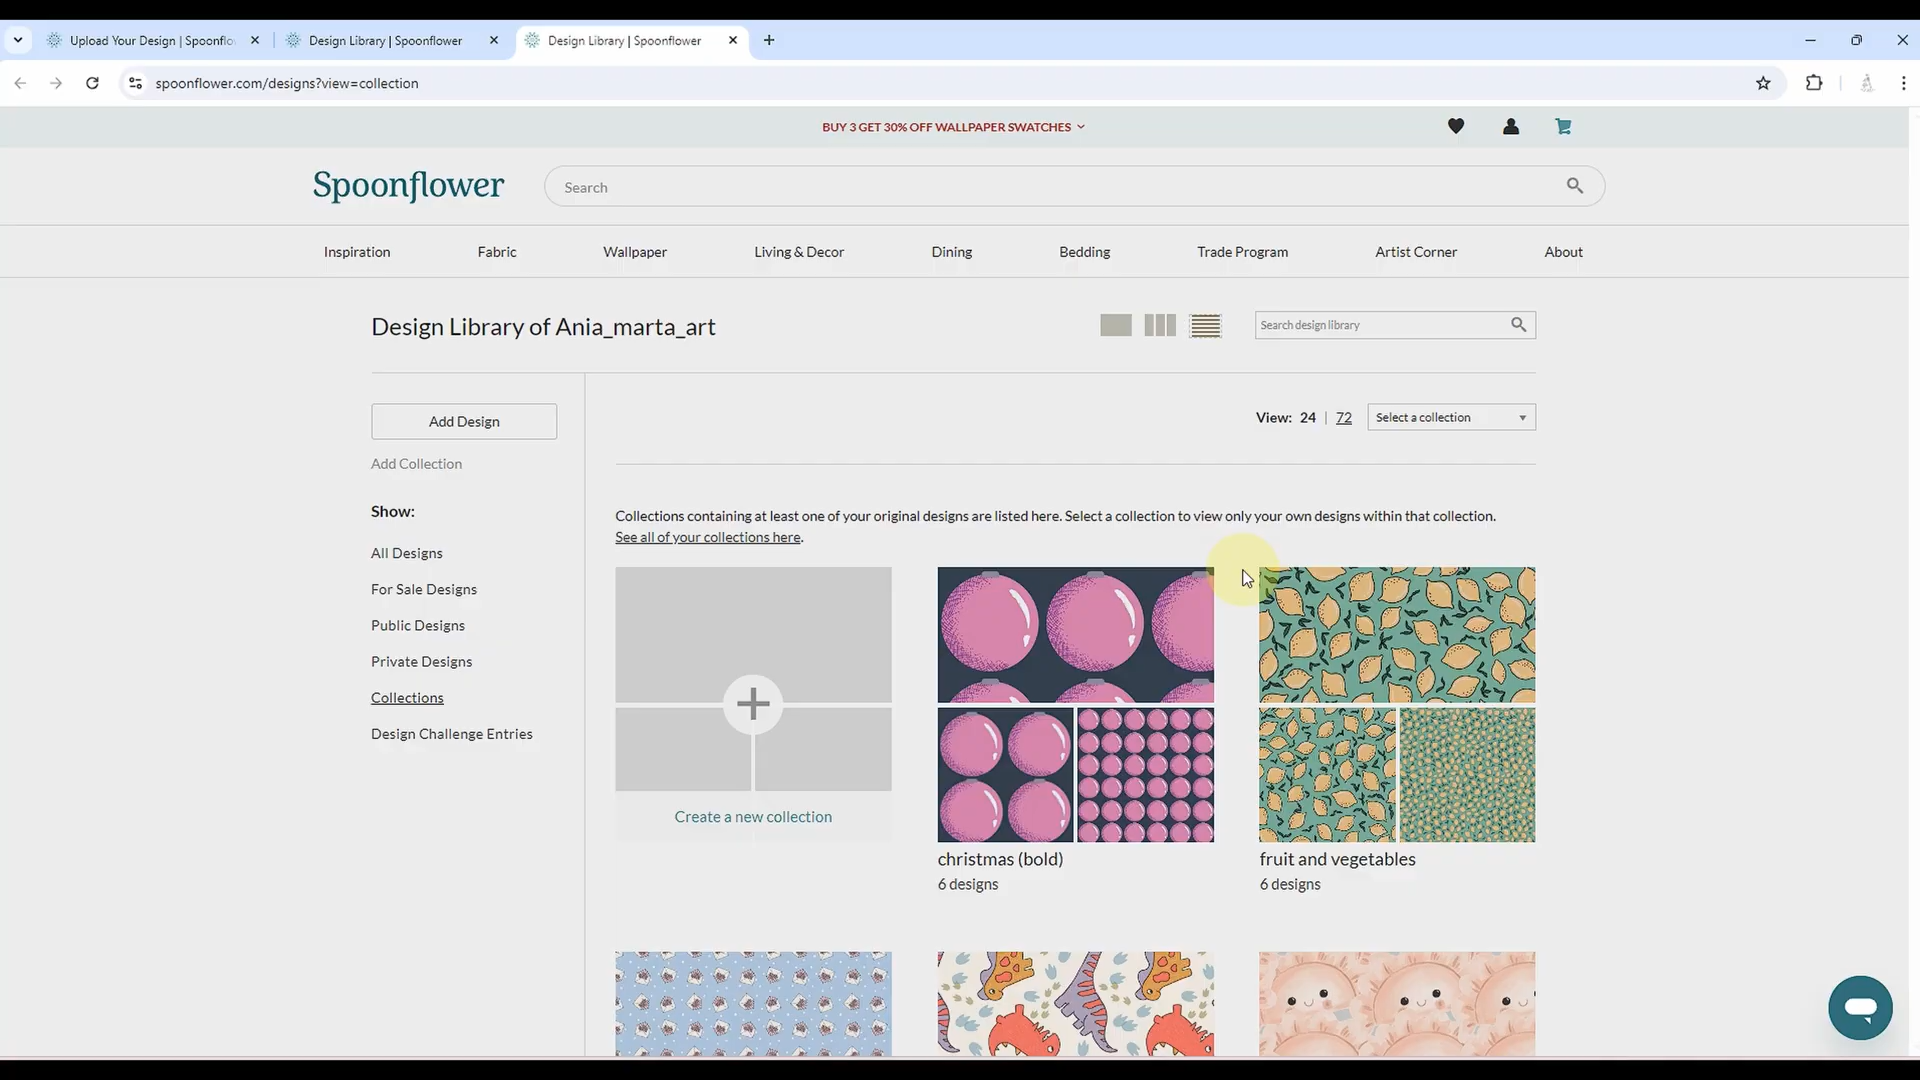 Upload Your Design | Spoonflo
Design Library | Spoonflower
Design Library | Spoonflower
spoonflower.com/designs?view=collection
BUY 3 GET 30% OFF WALLPAPER SWATCHES
Spoonflower
Search
Inspiration
Fabric
Wallpaper
Living & Decor
Dining
Bedding
Trade Program
Artist Corner
About
Design Library of Ania_marta_art
Search design library
Add Design
View: 24 | 72
Select a collection
Add Collection
Show:
All Designs
For Sale Designs
Public Designs
Private Designs
Collections
Design Challenge Entries
Collections containing at least one of your original designs are listed here. Select a collection to view only your own designs within that collection.
See all of your collections here.
Create a new collection
christmas (bold)
6 designs
fruit and vegetables
6 designs